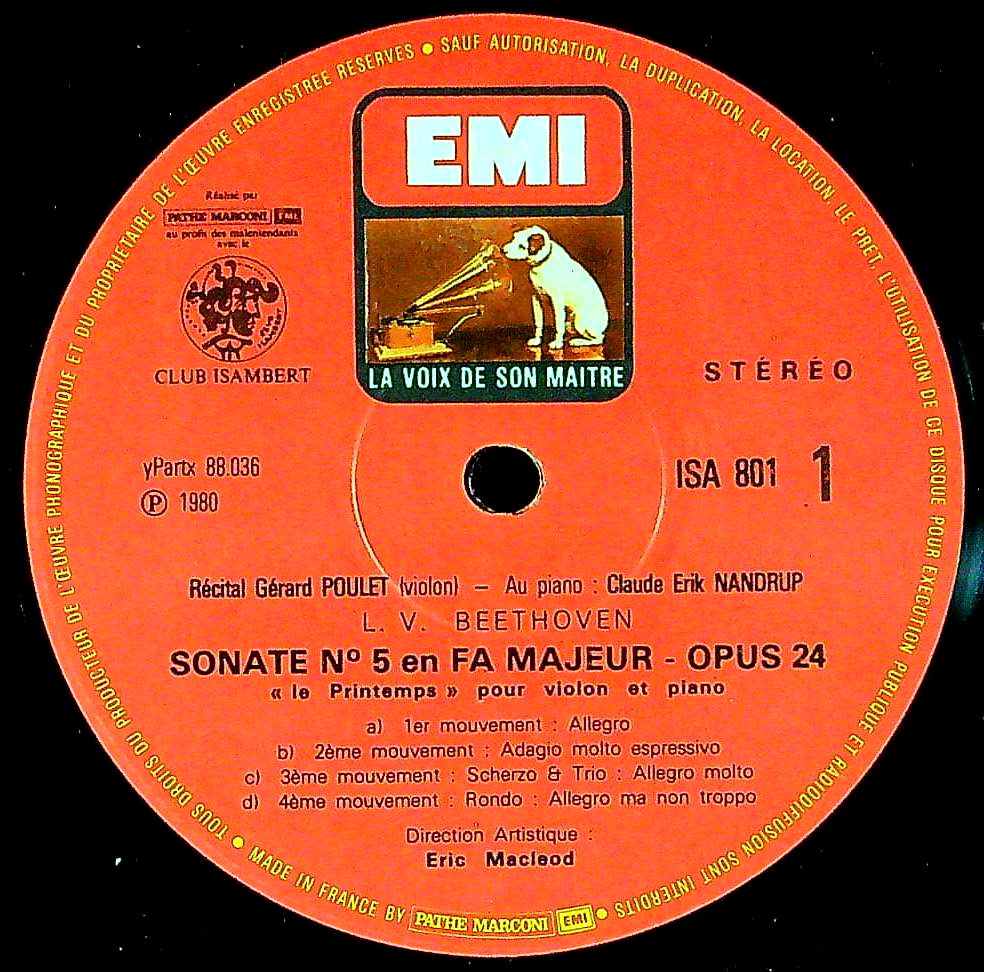 TOUS DROITS DU PRODUCTEUR DE L'ŒUVRE PHONOGRAPHIQUE ET DU PROPRIETAIRE DE L'ŒUVRE ENREGISTREE RESERVES ● SAUF AUTORISATION, LA DUPLICATION, LA LOCATION, LE PRET, L'UTILISATION DE CE DISQUE POUR EXECUTION PUBLIQUE ET RADIODIFFUSION SONT INTERDITS ●
EMI
Réalisé par
PATHE MARCONI EMI
au profit des malentendants
avec le
CLUB ISAMBERT
LA VOIX DE SON MAITRE
STÉRÉO
yPartx 88.036
℗ 1980
ISA 801 1
Récital Gérard POULET (violon) – Au piano : Claude Erik NANDRUP
L. V. BEETHOVEN
SONATE Nº 5 en FA MAJEUR - OPUS 24
« le Printemps » pour violon et piano
a) 1er mouvement : Allegro
b) 2ème mouvement : Adagio molto espressivo
c) 3ème mouvement : Scherzo & Trio : Allegro molto
d) 4ème mouvement : Rondo : Allegro ma non troppo
Direction Artistique :
Eric Macleod
MADE IN FRANCE BY PATHE MARCONI EMI ●